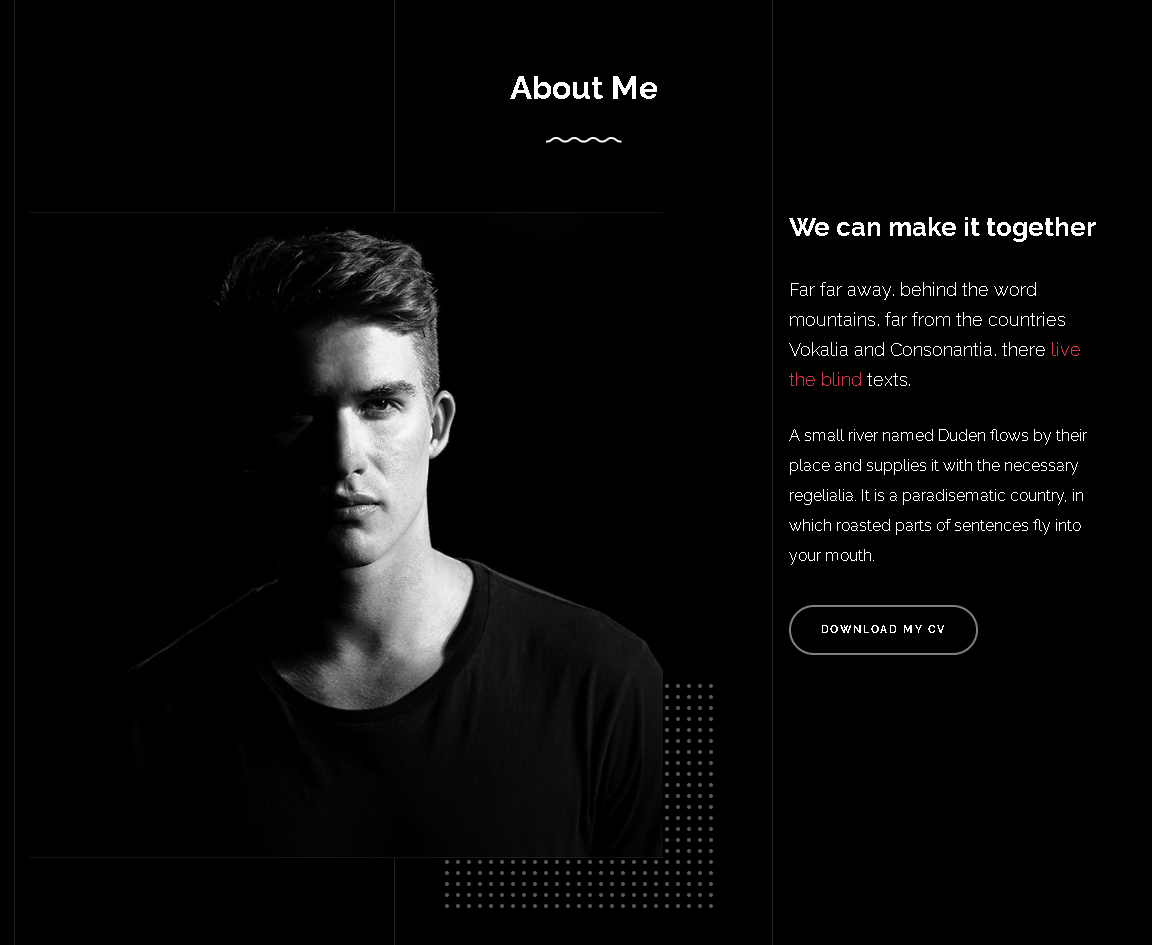 About Me
We can make it together
Far far away. behind the word
mountains. far from the countries
Vokalia and Consonantia. there live
the blind texts.
A small river named Duden flows by their
place and supplies it with the necessary
regelialia. It is a paradisematic country, in
which roasted parts of sentences fly into
your mouth.
DOWNLOAD MY CV